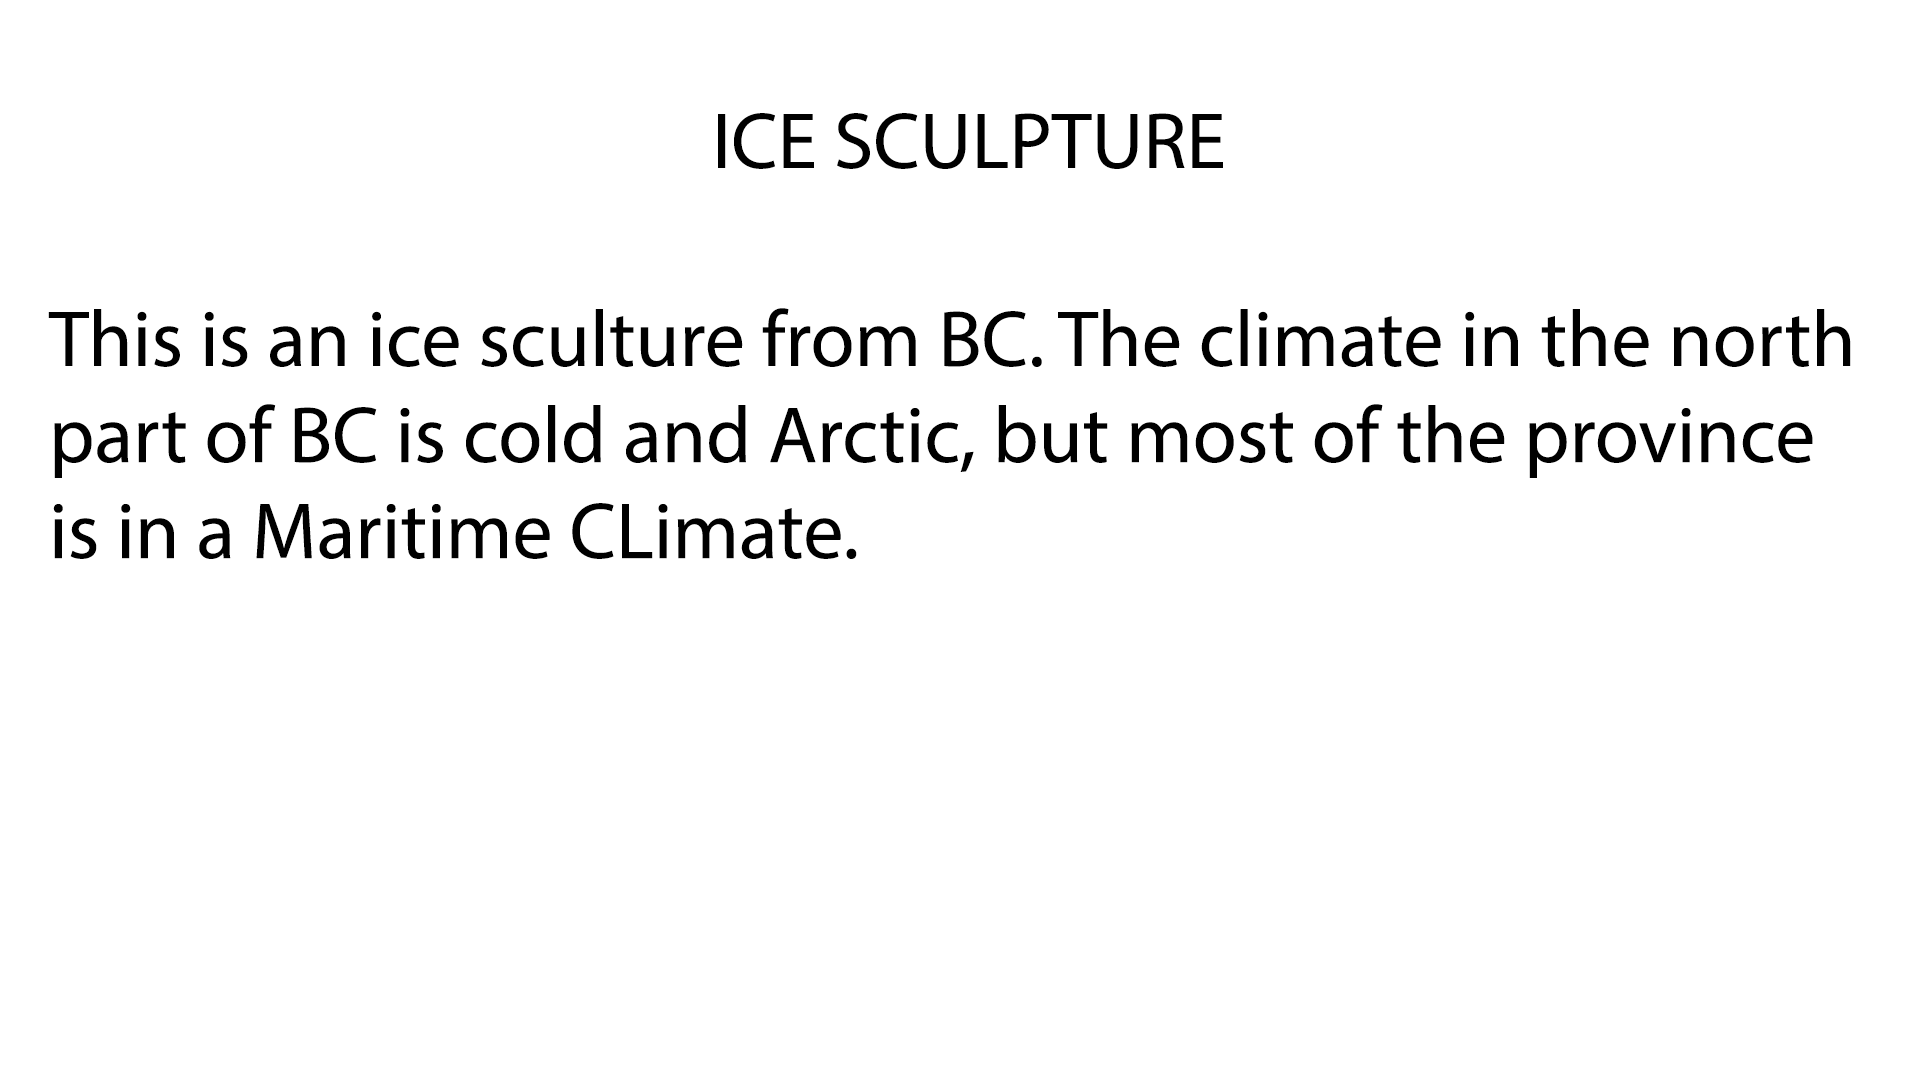 ICE SCULPTURE
This is an ice sculture from BC. The climate in the north
part of BC is cold and Arctic, but most of the province
is in a Maritime CLimate.